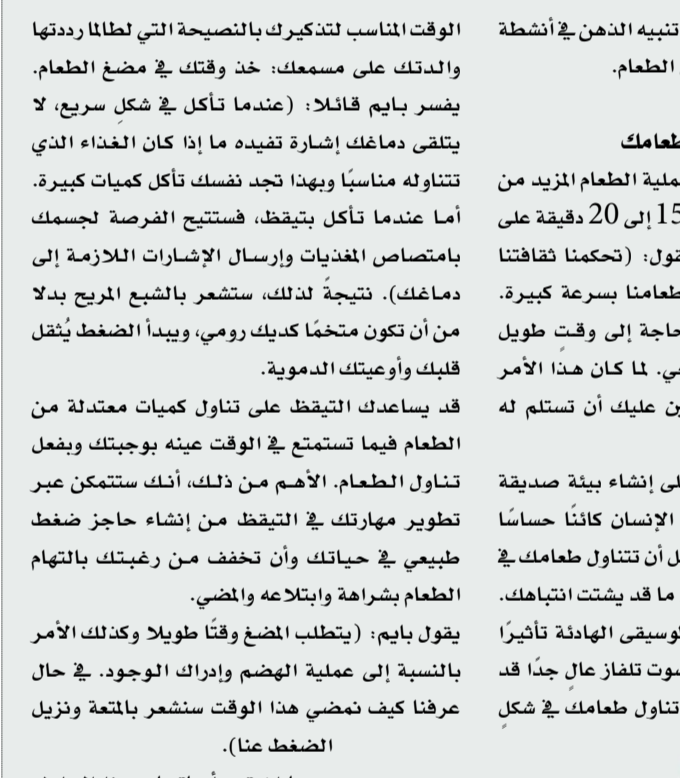 تنبيه الذهن في أنشطة
الطعام.
طعامك
عملية الطعام المزيد من
15 إلى 20 دقيقة على
يقول: (تحكمنا ثقافتنا
طعامنا بسرعة كبيرة.
حاجة إلى وقتٍ طويل
لما كان هذا الأمر
عليك أن تستلم له
إنشاء بيئة صديقة
الإنسان كائنًا حساسًا
أن تتناول طعامك في
ما قد يشتت انتباهك.
الهادئة تأثيرًا
صوت تلفاز عالٍ جدًا قد
تناول طعامك في شكلٍ
الوقت المناسب لتذكيرك بالنصيحة التي لطالما رددتها
والدتك على مسمعك: خذ وقتك في مضغ الطعام.
يفسر بايم قائلا: (عندما تأكل في شكلٍ سريع، لا
يتلقى دماغك إشارة تفيده ما إذا كان الغذاء الذي
تتناوله مناسبًا وبهذا تجد نفسك تأكل كميات كبيرة.
أما عندما تأكل بتيقظ، فستتيح الفرصة لجسمك
بامتصاص المغذيات وإرسال الإشارات اللازمة إلى
دماغك). نتيجةً لذلك، ستشعر بالشبع المريح بدلا
من أن تكون متخمًا كديك رومي، ويبدأ الضغط يُثقل
قلبك وأوعيتك الدموية.
قد يساعدك التيقظ على تناول كميات معتدلة من
الطعام فيما تستمتع في الوقت عينه بوجبتك وبفعل
تناول الطعام. الأهم من ذلك، أنك ستتمكن عبر
تطوير مهارتك في التيقظ من إنشاء حاجز ضغط
طبيعي في حياتك وأن تخفف من رغبتك بالتهام
الطعام بشراهة وابتلاعه والمضي.
يقول بايم: (يتطلب المضغ وقتًا طويلا وكذلك الأمر
بالنسبة إلى عملية الهضم وإدراك الوجود. في حال
عرفنا كيف نمضي هذا الوقت سنشعر بالمتعة ونزيل
الضغط عنا).